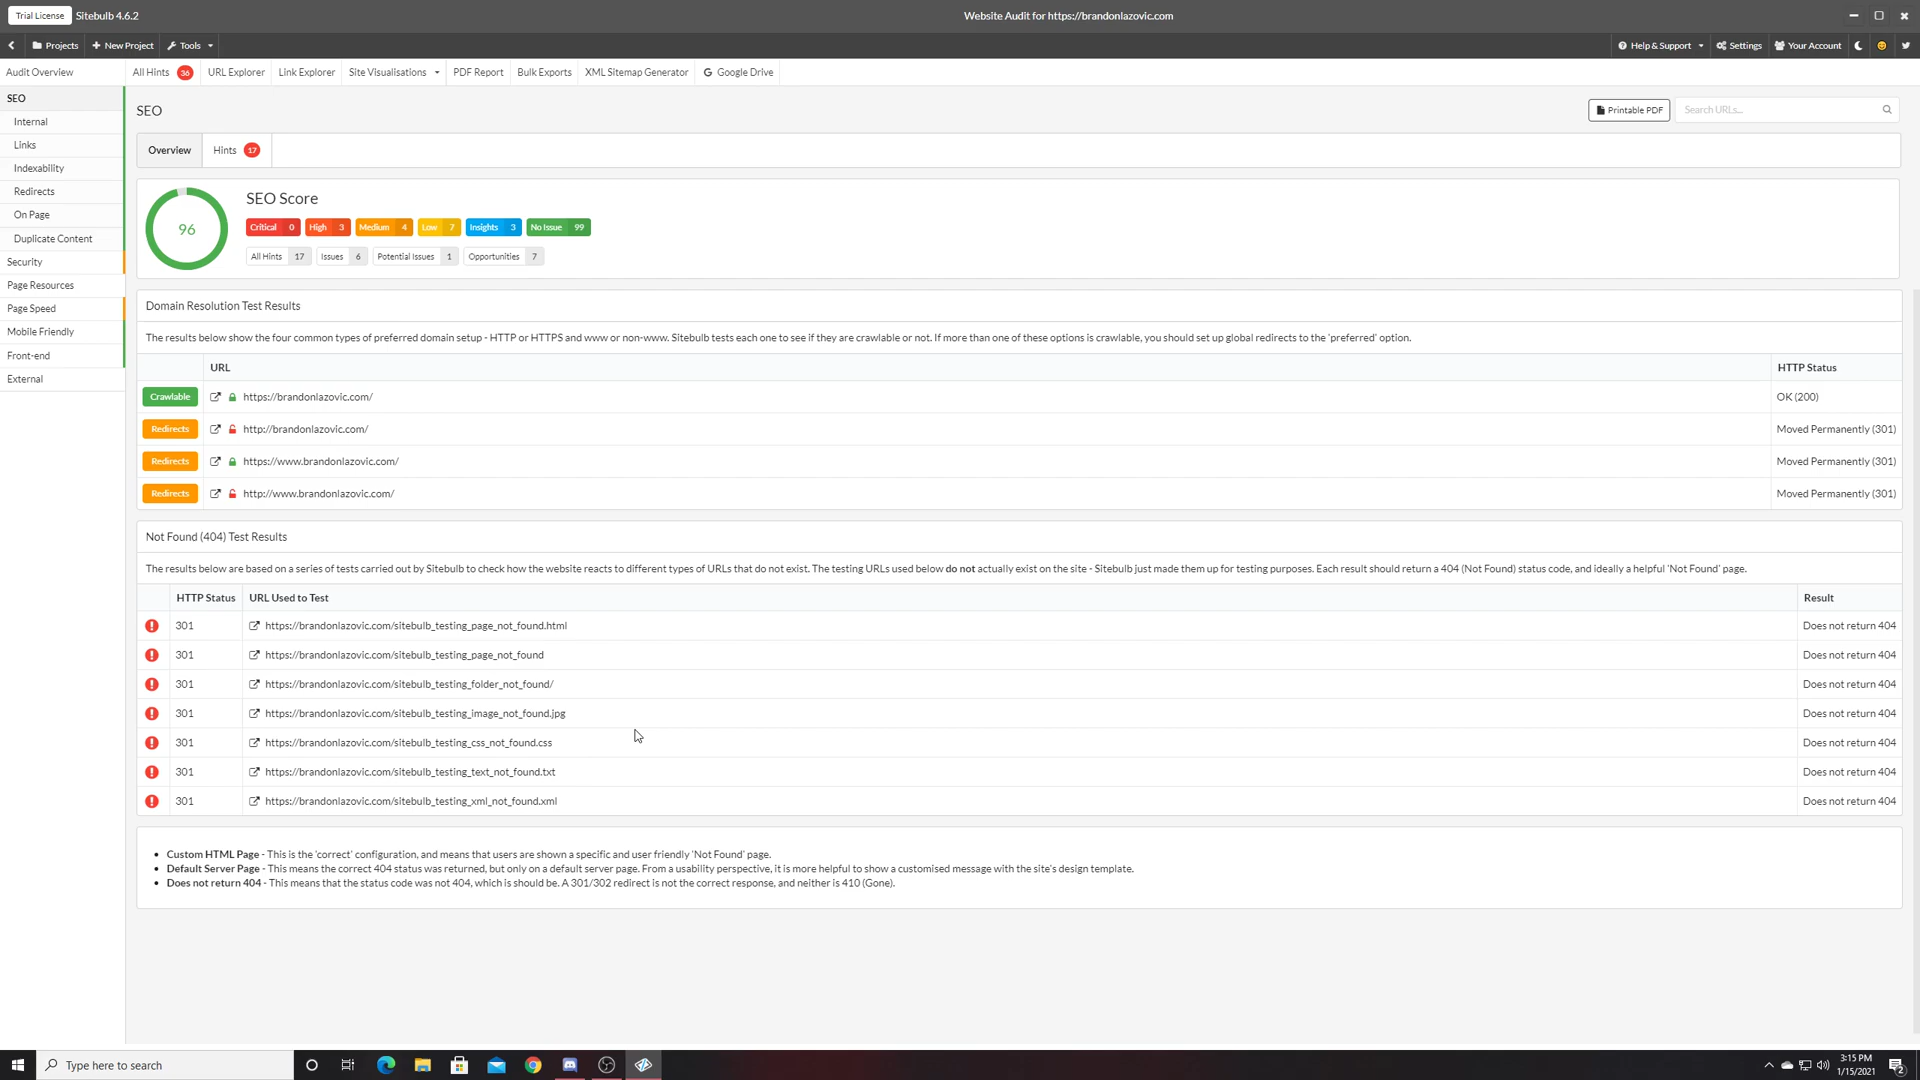 Trial License Sitebulb 4.6.2 Website Audit for https://brandonlazovic.com
Projects New Project Tools Help & Support Settings Your Account
Audit Overview All Hints 36 URL Explorer Link Explorer Site Visualisations PDF Report Bulk Exports XML Sitemap Generator Google Drive
SEO
Internal
Links
Indexability
Redirects
On Page
Duplicate Content
Security
Page Resources
Page Speed
Mobile Friendly
Front-end
External
SEO Printable PDF Search URLs...
Overview Hints 17
96
SEO Score
Critical 0 High 3 Medium 4 Low 7 Insights 3 No Issue 99
All Hints 17 Issues 6 Potential Issues 1 Opportunities 7
Domain Resolution Test Results
The results below show the four common types of preferred domain setup - HTTP or HTTPS and www or non-www. Sitebulb tests each one to see if they are crawlable or not. If more than one of these options is crawlable, you should set up global redirects to the 'preferred' option.
URL HTTP Status
Crawlable https://brandonlazovic.com/ OK (200)
Redirects http://brandonlazovic.com/ Moved Permanently (301)
Redirects https://www.brandonlazovic.com/ Moved Permanently (301)
Redirects http://www.brandonlazovic.com/ Moved Permanently (301)
Not Found (404) Test Results
The results below are based on a series of tests carried out by Sitebulb to check how the website reacts to different types of URLs that do not exist. The testing URLs used below do not actually exist on the site - Sitebulb just made them up for testing purposes. Each result should return a 404 (Not Found) status code, and ideally a helpful 'Not Found' page.
HTTP Status URL Used to Test Result
301 https://brandonlazovic.com/sitebulb_testing_page_not_found.html Does not return 404
301 https://brandonlazovic.com/sitebulb_testing_page_not_found Does not return 404
301 https://brandonlazovic.com/sitebulb_testing_folder_not_found/ Does not return 404
301 https://brandonlazovic.com/sitebulb_testing_image_not_found.jpg Does not return 404
301 https://brandonlazovic.com/sitebulb_testing_css_not_found.css Does not return 404
301 https://brandonlazovic.com/sitebulb_testing_text_not_found.txt Does not return 404
301 https://brandonlazovic.com/sitebulb_testing_xml_not_found.xml Does not return 404
• Custom HTML Page - This is the 'correct' configuration, and means that users are shown a specific and user friendly 'Not Found' page.
• Default Server Page - This means the correct 404 status was returned, but only on a default server page. From a usability perspective, it is more helpful to show a customised message with the site's design template.
• Does not return 404 - This means that the status code was not 404, which is should be. A 301/302 redirect is not the correct response, and neither is 410 (Gone).
Type here to search
3:15 PM
1/15/2021
2